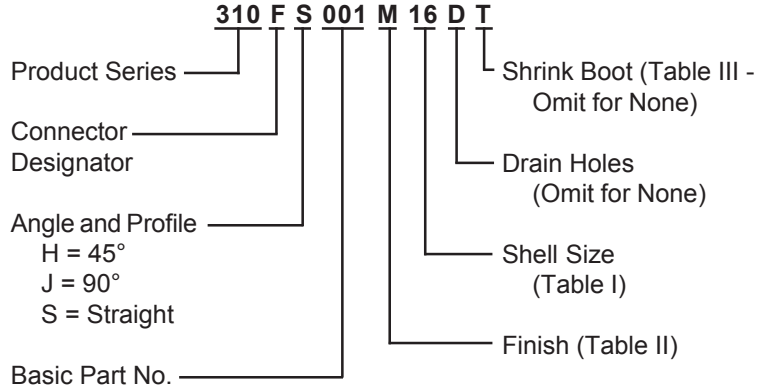 310 F S 001 M 16 D T
Product Series
Connector
Designator
Angle and Profile
H = 45°
J = 90°
S = Straight
Basic Part No.
Shrink Boot (Table III -
Omit for None)
Drain Holes
(Omit for None)
Shell Size
(Table I)
Finish (Table II)